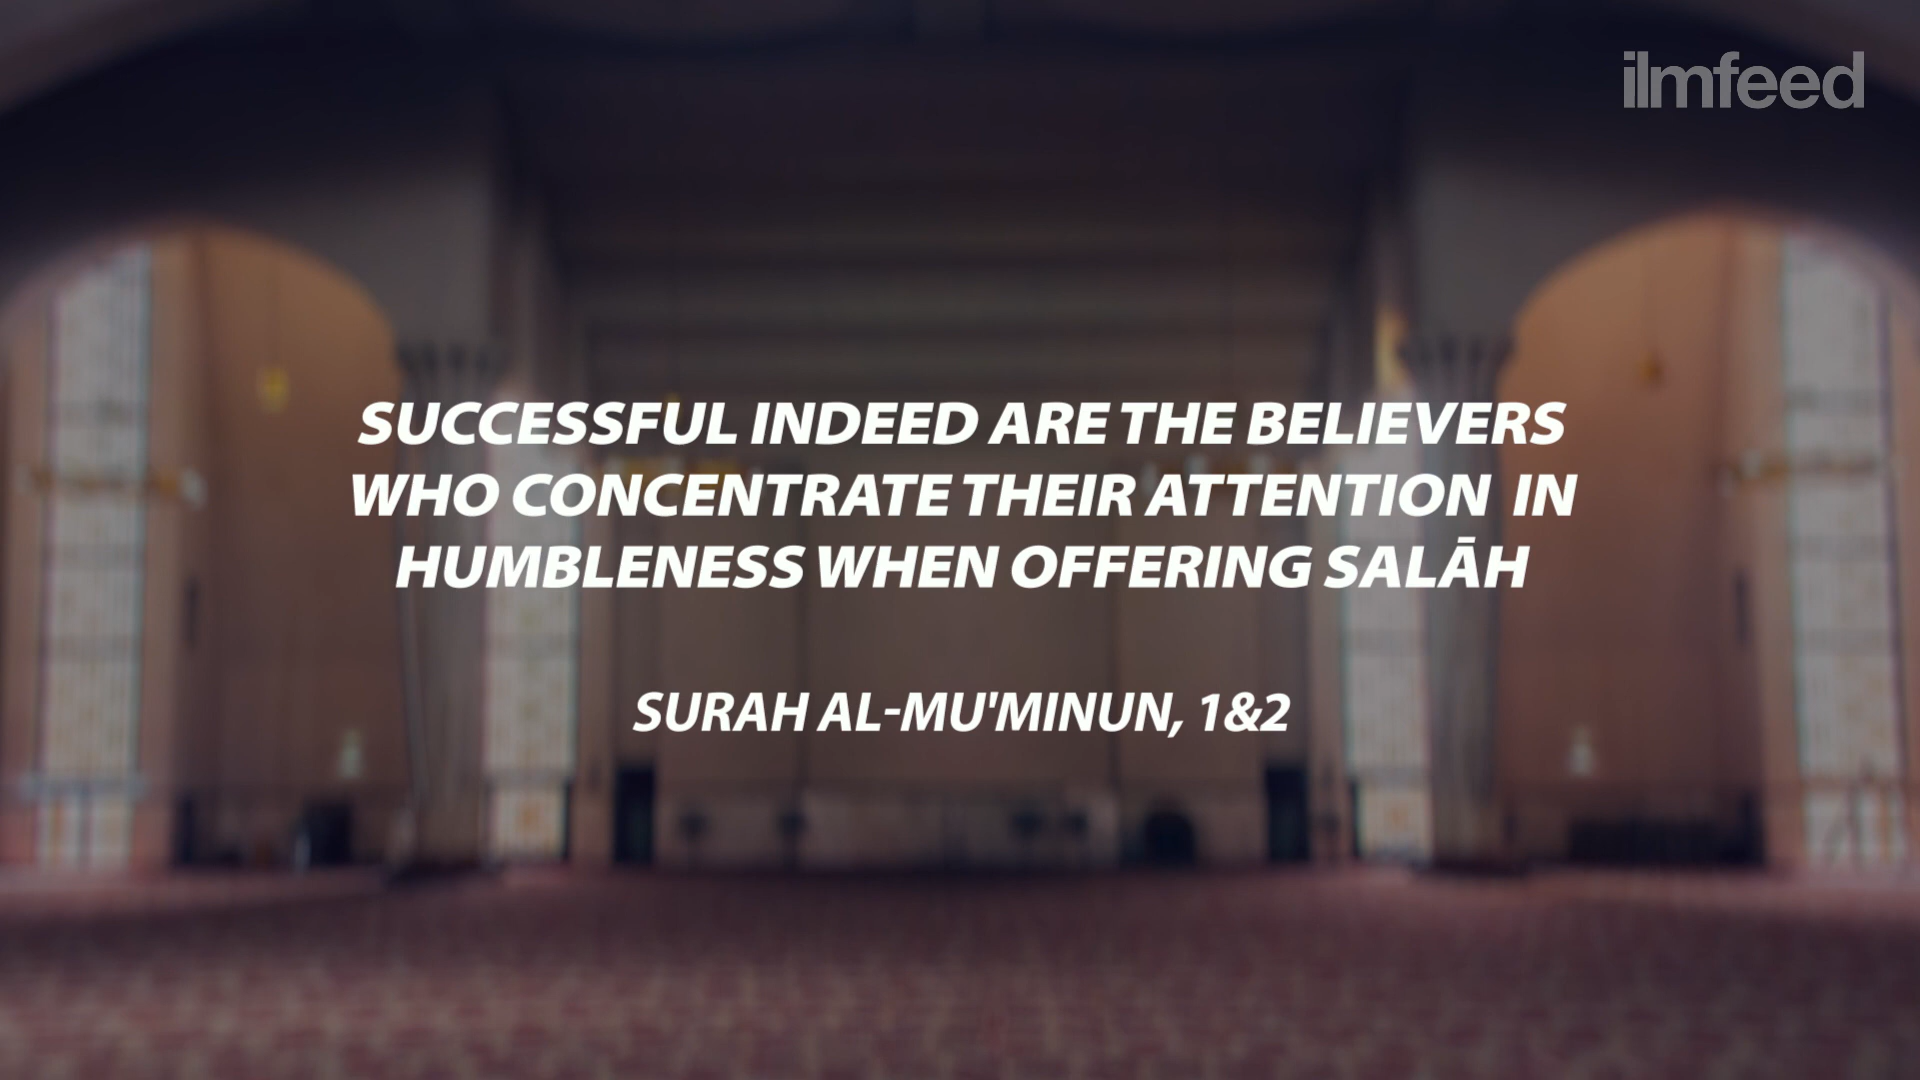 ilmfeed
SUCCESSFUL INDEED ARE THE BELIEVERS
WHO CONCENTRATE THEIR ATTENTION IN
HUMBLENESS WHEN OFFERING SALĀH
SURAH AL-MU'MINUN, 1&2